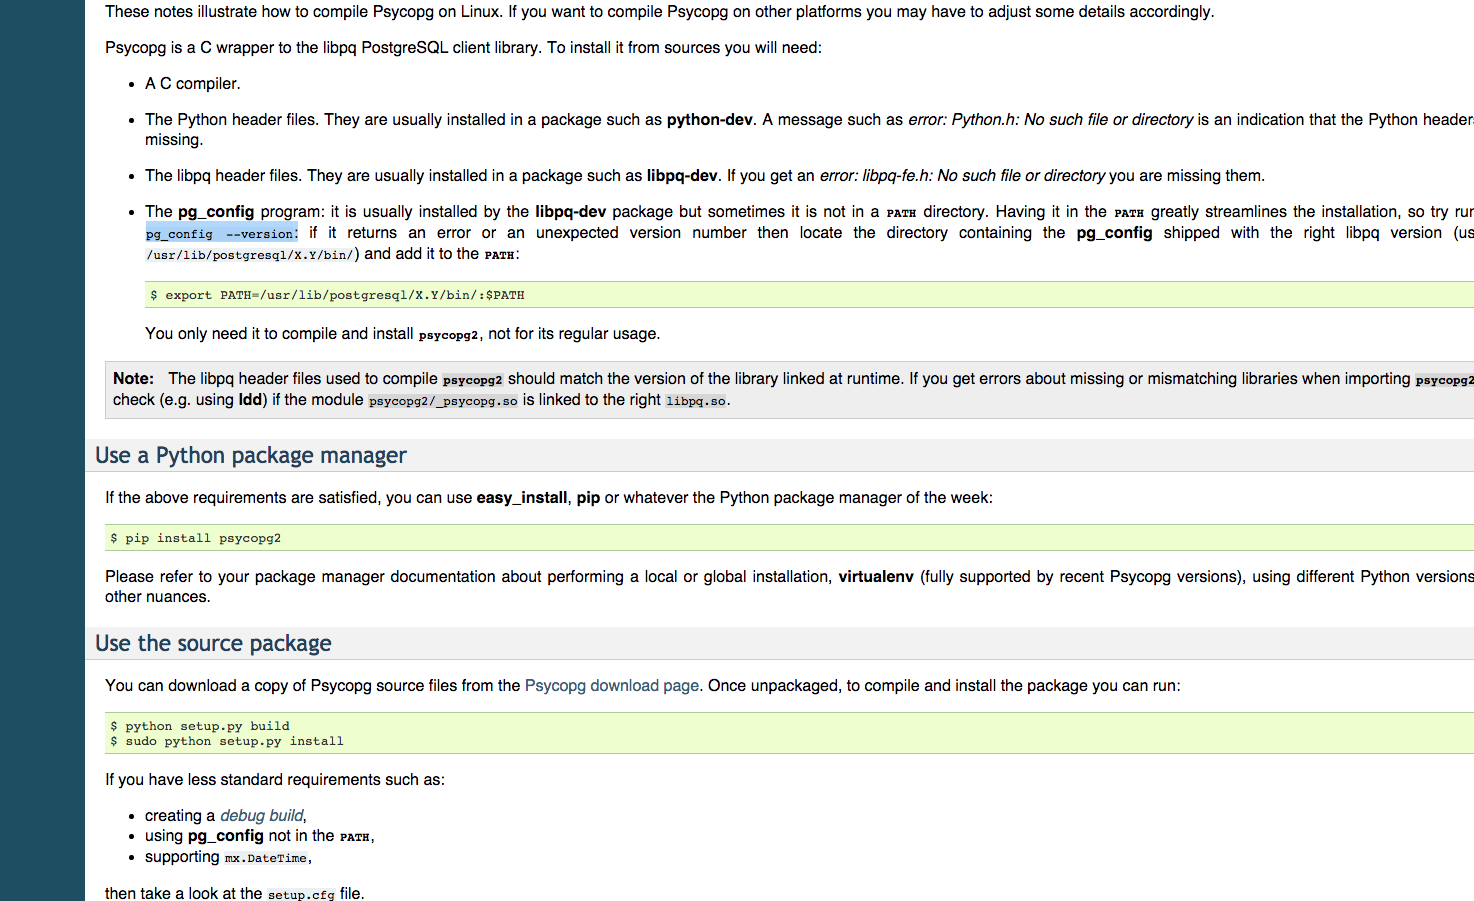 These notes illustrate how to compile Psycopg on Linux. If you want to compile Psycopg on other platforms you may have to adjust some details accordingly.
Psycopg is a C wrapper to the libpq PostgreSQL client library. To install it from sources you will need:
• A C compiler.
• The Python header files. They are usually installed in a package such as python-dev. A message such as error: Python.h: No such file or directory is an indication that the Python header
missing.
• The libpq header files. They are usually installed in a package such as libpq-dev. If you get an error: libpq-fe.h: No such file or directory you are missing them.
• The pg_config program: it is usually installed by the libpq-dev package but sometimes it is not in a PATH directory. Having it in the PATH greatly streamlines the installation, so try run
pg_config --version: if it returns an error or an unexpected version number then locate the directory containing the pg_config shipped with the right libpq version (us
/usr/lib/postgresql/X.Y/bin/) and add it to the PATH:
$ export PATH=/usr/lib/postgresql/X.Y/bin/:$PATH
You only need it to compile and install psycopg2, not for its regular usage.
Note: The libpq header files used to compile psycopg2 should match the version of the library linked at runtime. If you get errors about missing or mismatching libraries when importing psycopg2
check (e.g. using ldd) if the module psycopg2/_psycopg.so is linked to the right libpq.so.
Use a Python package manager
If the above requirements are satisfied, you can use easy_install, pip or whatever the Python package manager of the week:
$ pip install psycopg2
Please refer to your package manager documentation about performing a local or global installation, virtualenv (fully supported by recent Psycopg versions), using different Python versions
other nuances.
Use the source package
You can download a copy of Psycopg source files from the Psycopg download page. Once unpackaged, to compile and install the package you can run:
$ python setup.py build
$ sudo python setup.py install
If you have less standard requirements such as:
• creating a debug build,
• using pg_config not in the PATH,
• supporting mx.DateTime,
then take a look at the setup.cfg file.